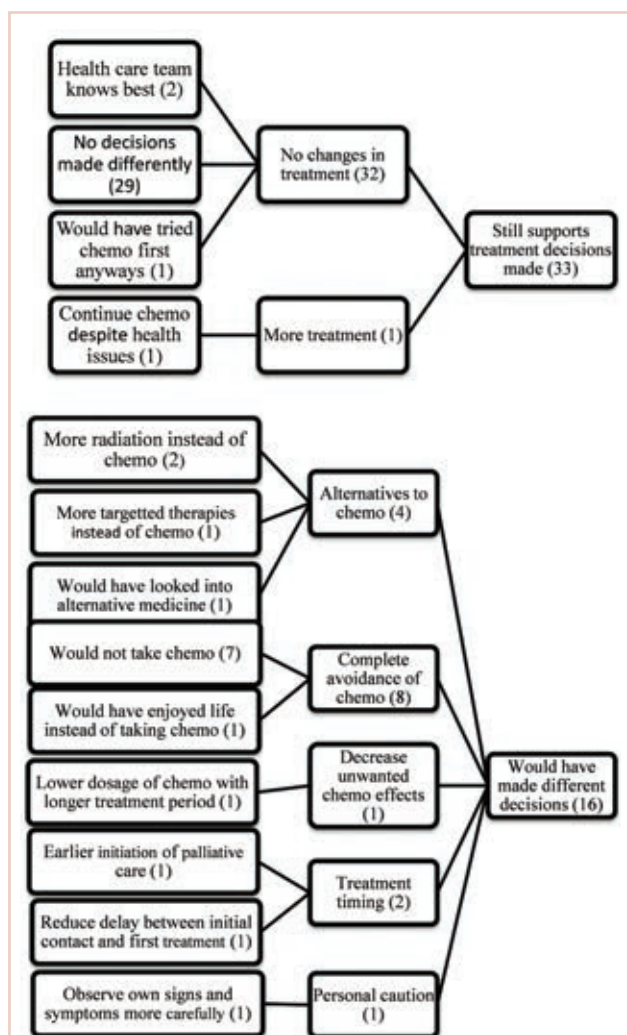 Health care team
knows best (2)
No decisions
made differently
(29)
Would have tried
chemo first
anyways (1)
Continue chemo
despite health
issues (1)
No changes in
treatment (32)
More treatment (1)
Still supports
treatment decisions
made (33)
More radiation instead of
chemo (2)
More targetted therapies
instead of chemo (1)
Would have looked into
alternative medicine (1)
Would not take chemo (7)
Would have enjoyed life
instead of taking chemo (1)
Lower dosage of chemo with
longer treatment period (1)
Earlier initiation of palliative
care (1)
Reduce delay between initial
contact and first treatment (1)
Observe own signs and
symptoms more carefully (1)
Alternatives to
chemo (4)
Complete
avoidance of
chemo (8)
Decrease
unwanted
chemo effects
(1)
Treatment
timing (2)
Personal caution
(1)
Would have
made different
decisions (16)